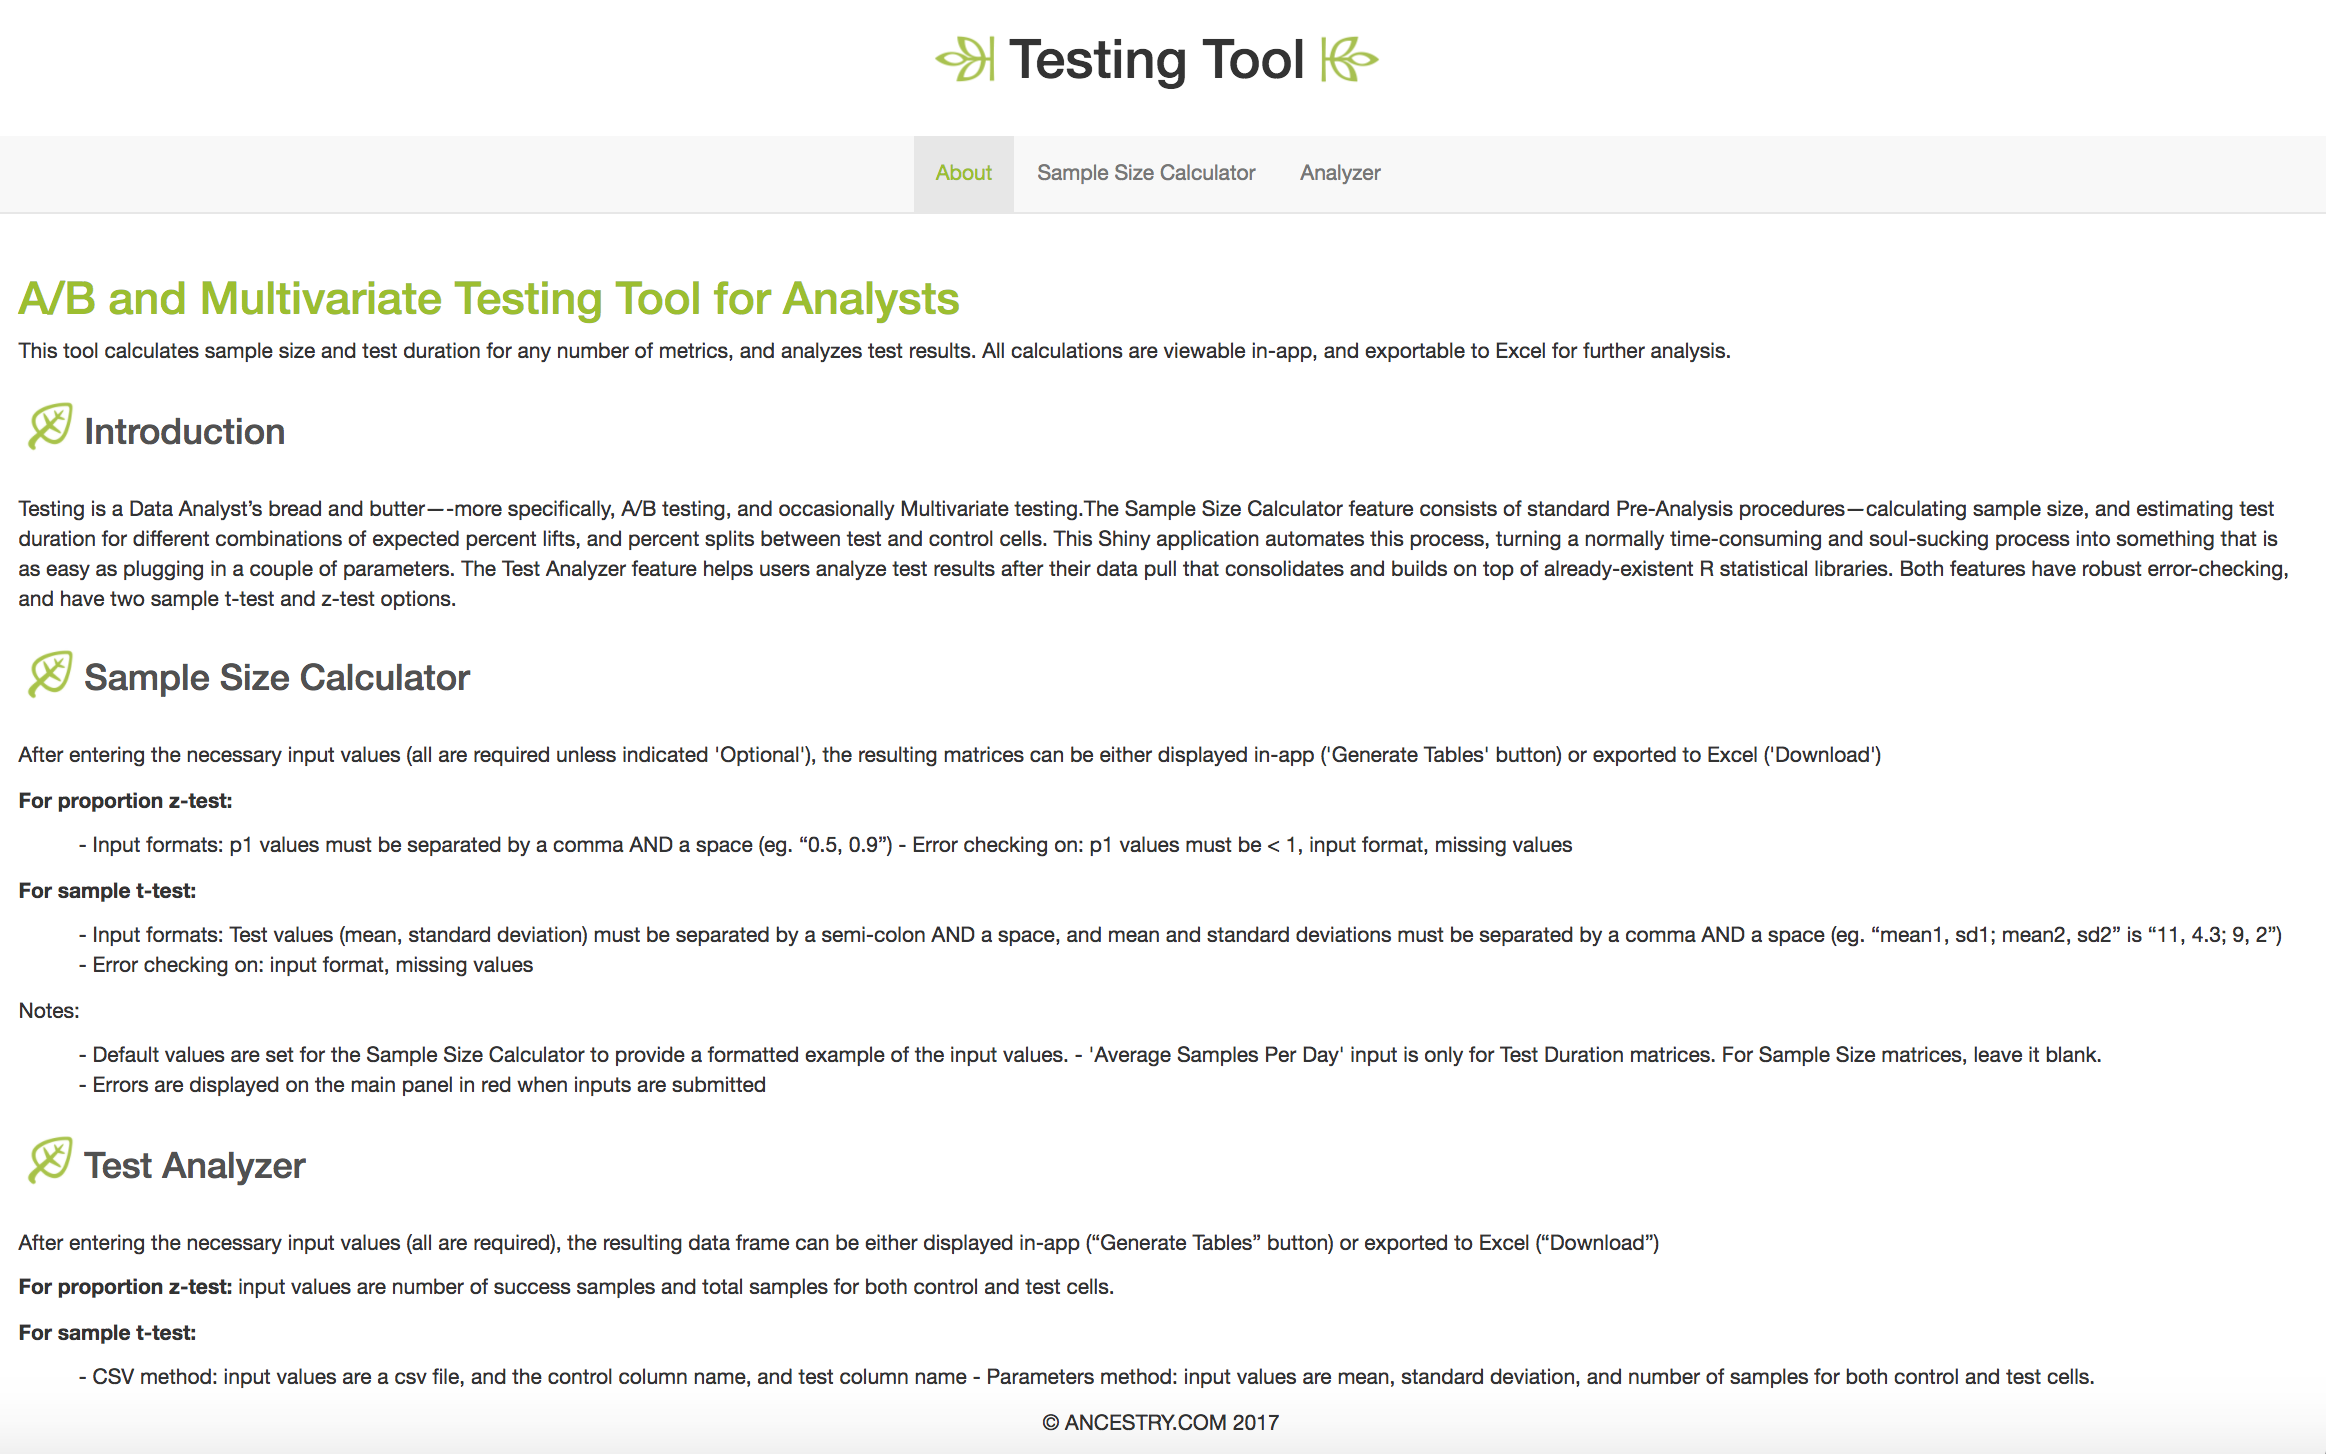 Testing Tool
About
Sample Size Calculator
Analyzer
A/B and Multivariate Testing Tool for Analysts
This tool calculates sample size and test duration for any number of metrics, and analyzes test results. All calculations are viewable in-app, and exportable to Excel for further analysis.
Introduction
Testing is a Data Analyst’s bread and butter—-more specifically, A/B testing, and occasionally Multivariate testing.The Sample Size Calculator feature consists of standard Pre-Analysis procedures—calculating sample size, and estimating test
duration for different combinations of expected percent lifts, and percent splits between test and control cells. This Shiny application automates this process, turning a normally time-consuming and soul-sucking process into something that is
as easy as plugging in a couple of parameters. The Test Analyzer feature helps users analyze test results after their data pull that consolidates and builds on top of already-existent R statistical libraries. Both features have robust error-checking,
and have two sample t-test and z-test options.
Sample Size Calculator
After entering the necessary input values (all are required unless indicated 'Optional'), the resulting matrices can be either displayed in-app ('Generate Tables' button) or exported to Excel ('Download')
For proportion z-test:
- Input formats: p1 values must be separated by a comma AND a space (eg. “0.5, 0.9”) - Error checking on: p1 values must be < 1, input format, missing values
For sample t-test:
- Input formats: Test values (mean, standard deviation) must be separated by a semi-colon AND a space, and mean and standard deviations must be separated by a comma AND a space (eg. “mean1, sd1; mean2, sd2” is “11, 4.3; 9, 2”)
- Error checking on: input format, missing values
Notes:
- Default values are set for the Sample Size Calculator to provide a formatted example of the input values. - 'Average Samples Per Day' input is only for Test Duration matrices. For Sample Size matrices, leave it blank.
- Errors are displayed on the main panel in red when inputs are submitted
Test Analyzer
After entering the necessary input values (all are required), the resulting data frame can be either displayed in-app (“Generate Tables” button) or exported to Excel (“Download”)
For proportion z-test: input values are number of success samples and total samples for both control and test cells.
For sample t-test:
- CSV method: input values are a csv file, and the control column name, and test column name - Parameters method: input values are mean, standard deviation, and number of samples for both control and test cells.
© ANCESTRY.COM 2017